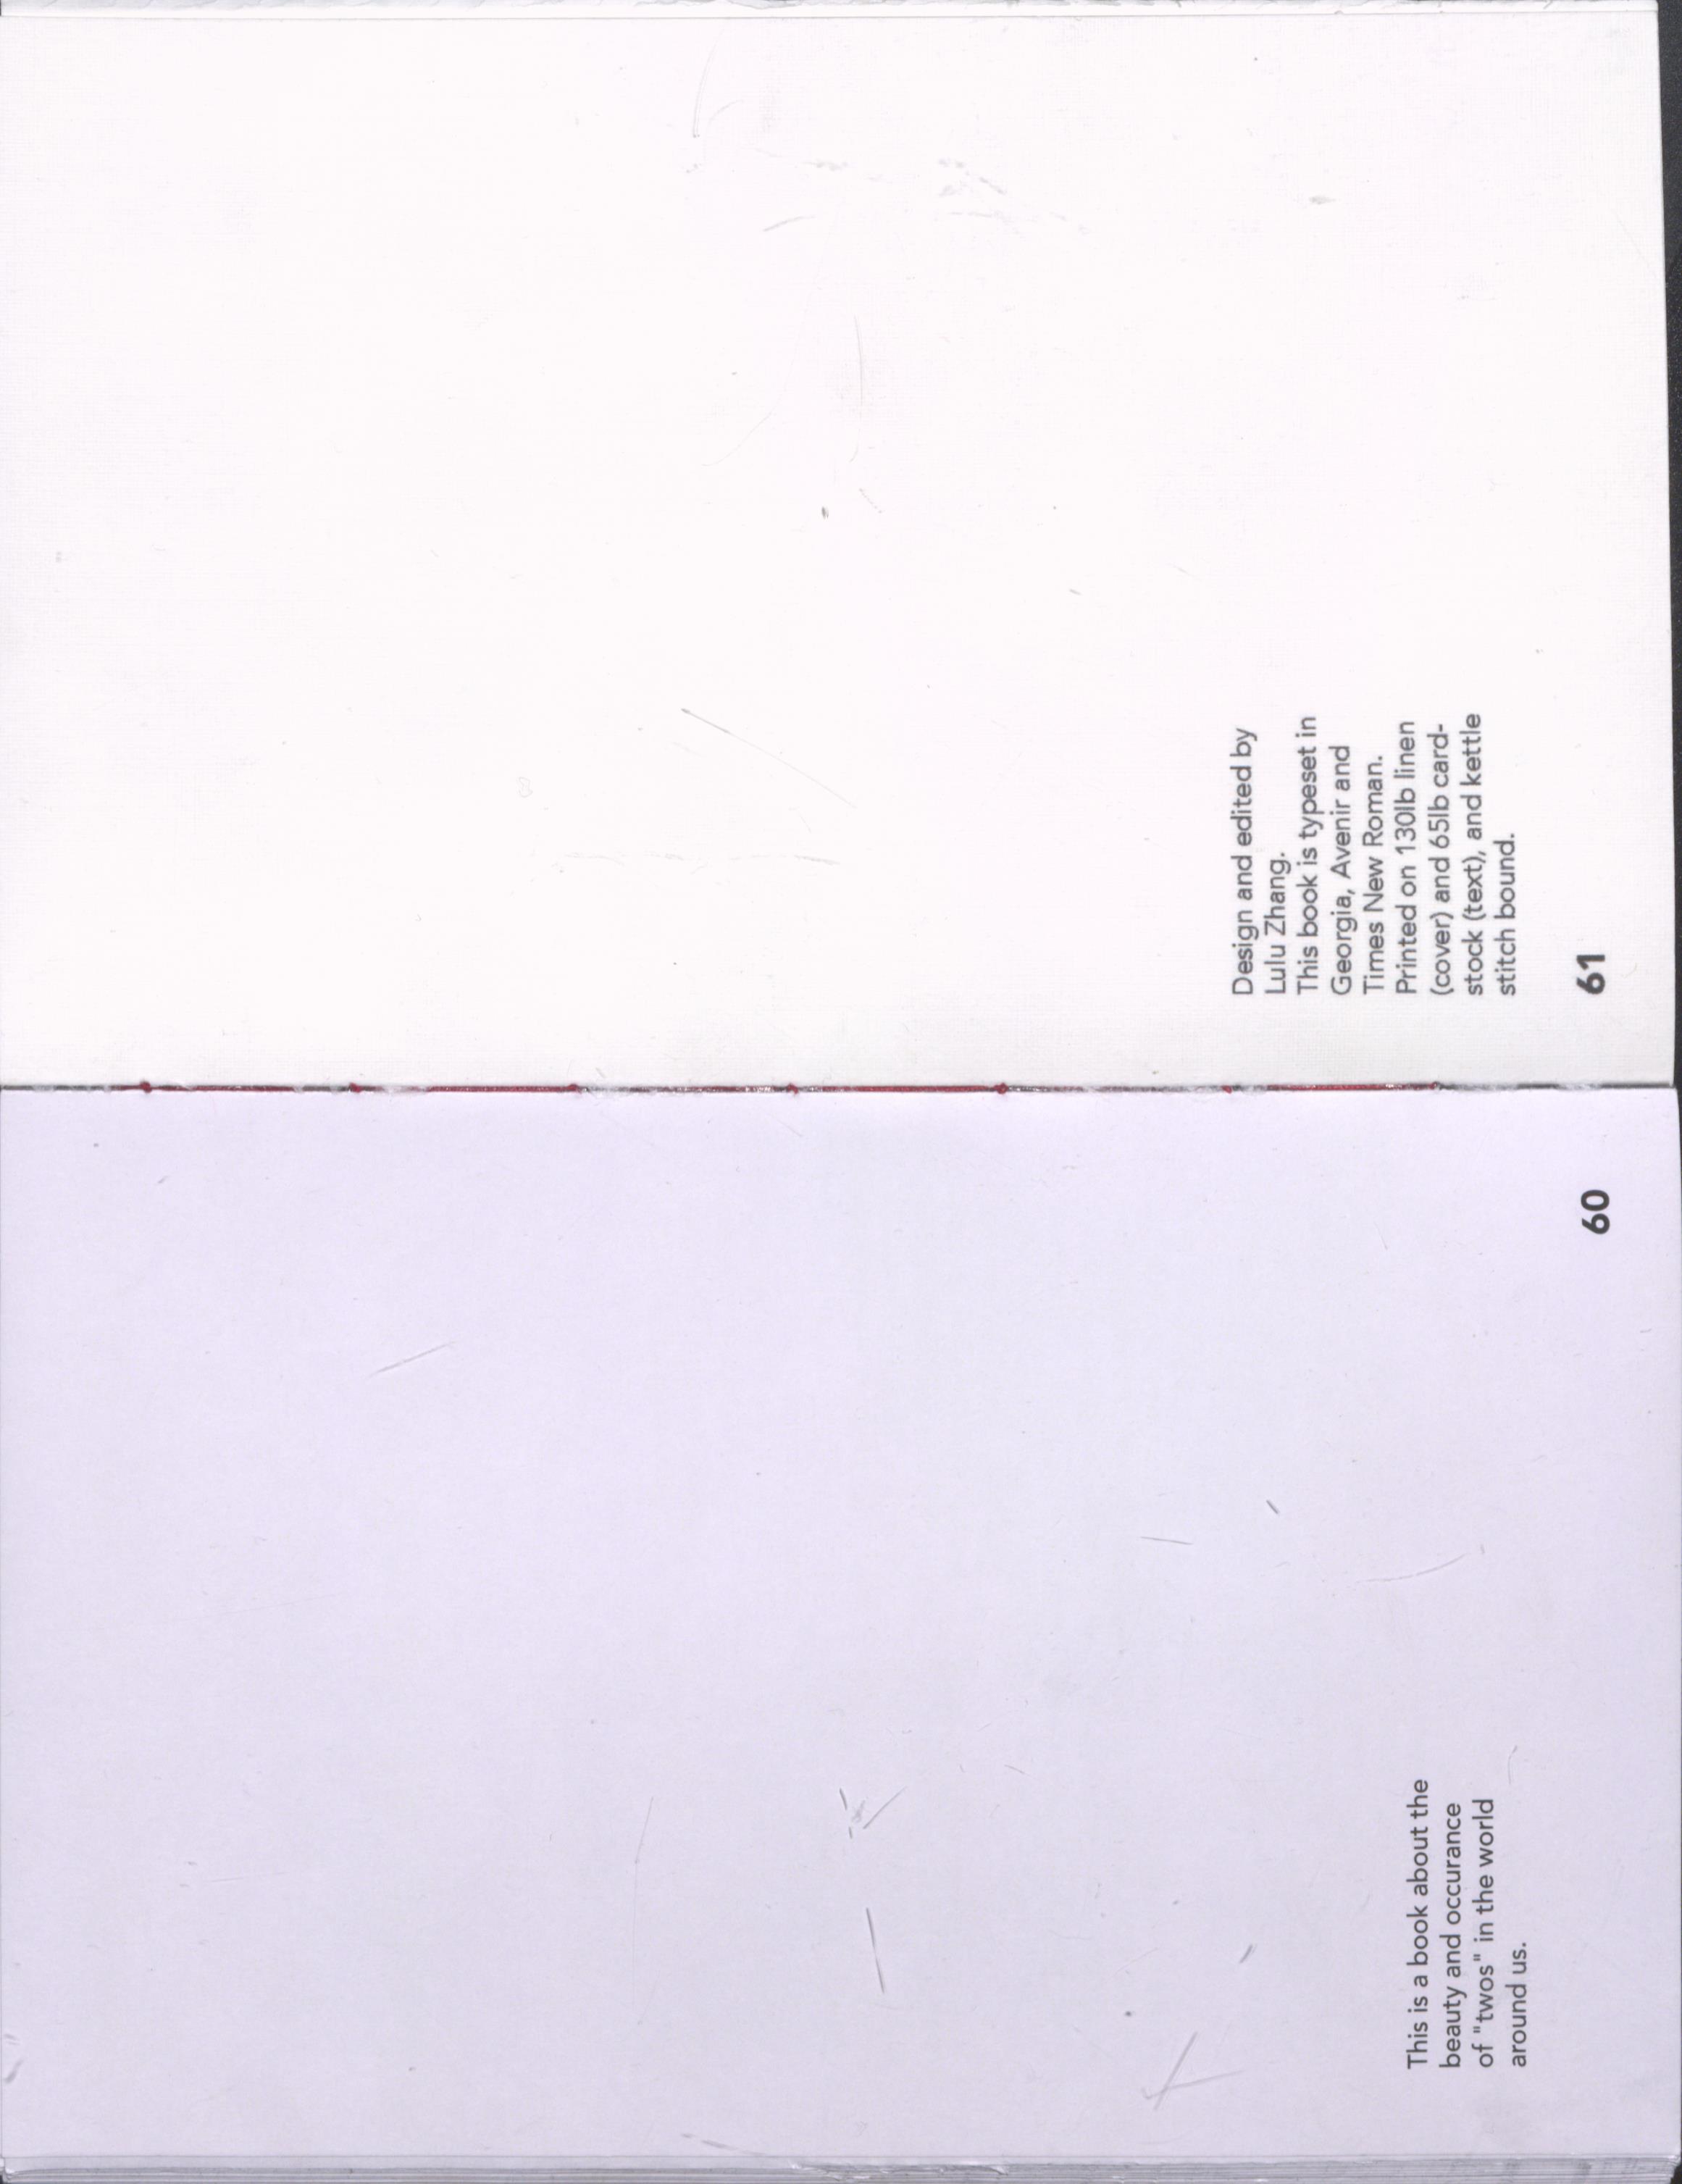 This is a book about the
beauty and occurance
of "twos" in the world
around us.
60
Design and edited by
Lulu Zhang.
This book is typeset in
Georgia, Avenir and
Times New Roman.
Printed on 130lb linen
(cover) and 65lb card-
stock (text), and kettle
stitch bound.
61